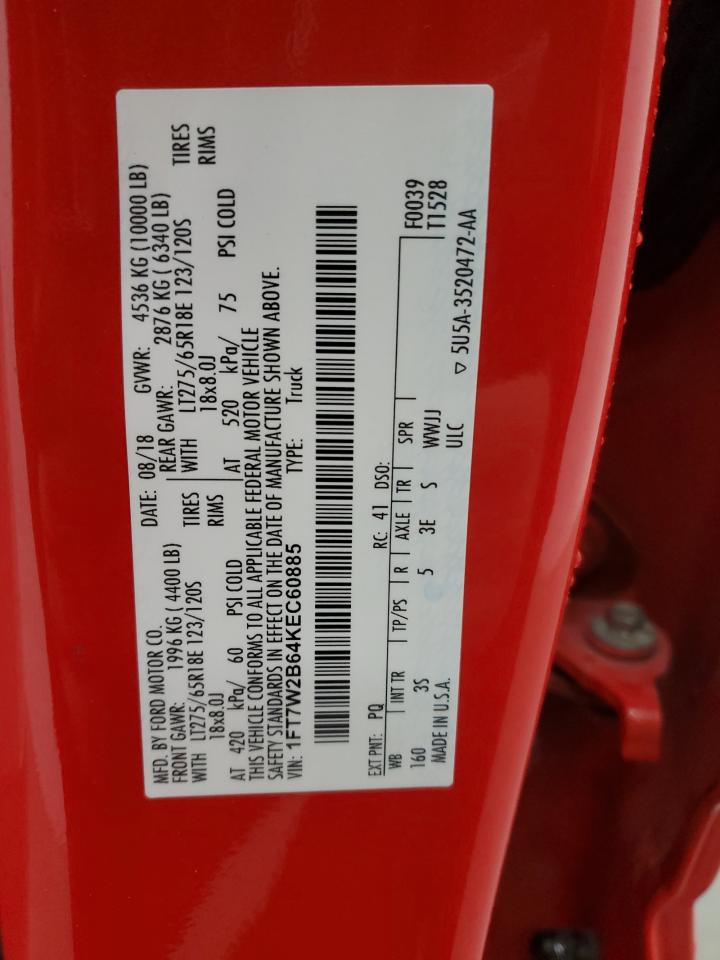 MFD. BY FORD MOTOR CO.
DATE: 08/18 GVWR: 4536 KG (10000 LB)
FRONT GAWR: 1996 KG ( 4400 LB) REAR GAWR: 2876 KG ( 6340 LB)
WITH LT275/65R18E 123/120S TIRES WITH LT275/65R18E 123/120S TIRES
18x8.0J RIMS 18x8.0J RIMS
AT 420 kPa/ 60 PSI COLD AT 520 kPa/ 75 PSI COLD
THIS VEHICLE CONFORMS TO ALL APPLICABLE FEDERAL MOTOR VEHICLE
SAFETY STANDARDS IN EFFECT ON THE DATE OF MANUFACTURE SHOWN ABOVE.
VIN: 1FT7W2B64KEC60885 TYPE: Truck
EXT PNT: PQ RC: 41 DSO:
WB INT TR TP/PS R AXLE TR SPR F0039
160 3S 5 3E S WWJJ T1528
MADE IN U.S.A. ULC ▽ 5U5A-3520472-AA